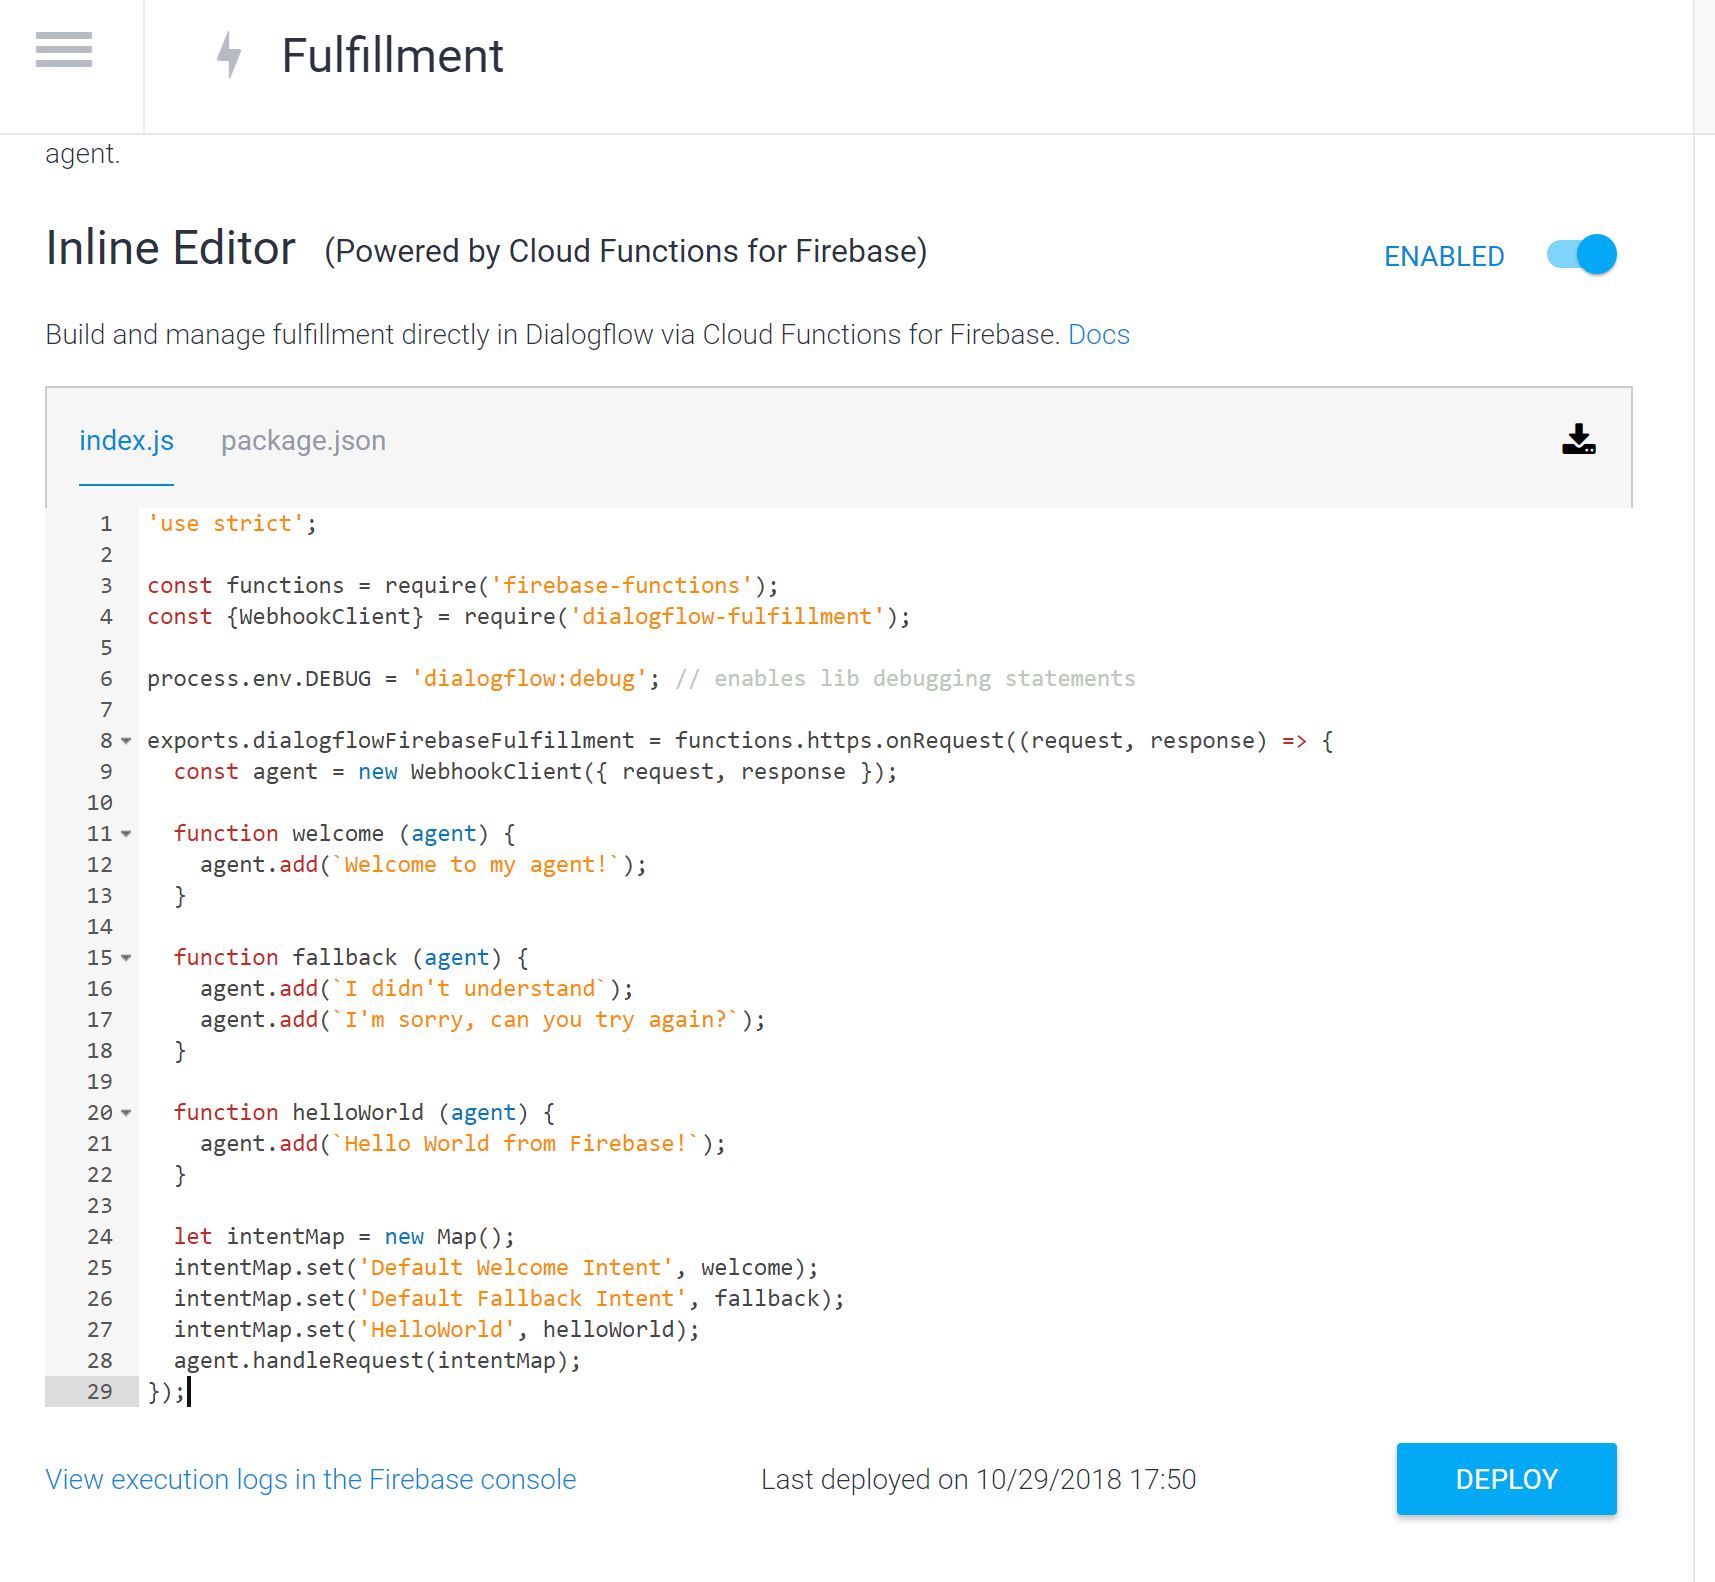 Fulfillment
agent.
Inline Editor (Powered by Cloud Functions for Firebase)
ENABLED
Build and manage fulfillment directly in Dialogflow via Cloud Functions for Firebase. Docs
index.js package.json
1 'use strict';
2
3 const functions = require('firebase-functions');
4 const {WebhookClient} = require('dialogflow-fulfillment');
5
6 process.env.DEBUG = 'dialogflow:debug'; // enables lib debugging statements
7
8 exports.dialogflowFirebaseFulfillment = functions.https.onRequest((request, response) => {
9   const agent = new WebhookClient({ request, response });
10
11   function welcome (agent) {
12     agent.add(`Welcome to my agent!`);
13   }
14
15   function fallback (agent) {
16     agent.add(`I didn't understand`);
17     agent.add(`I'm sorry, can you try again?`);
18   }
19
20   function helloWorld (agent) {
21     agent.add(`Hello World from Firebase!`);
22   }
23
24   let intentMap = new Map();
25   intentMap.set('Default Welcome Intent', welcome);
26   intentMap.set('Default Fallback Intent', fallback);
27   intentMap.set('HelloWorld', helloWorld);
28   agent.handleRequest(intentMap);
29 });
View execution logs in the Firebase console
Last deployed on 10/29/2018 17:50
DEPLOY